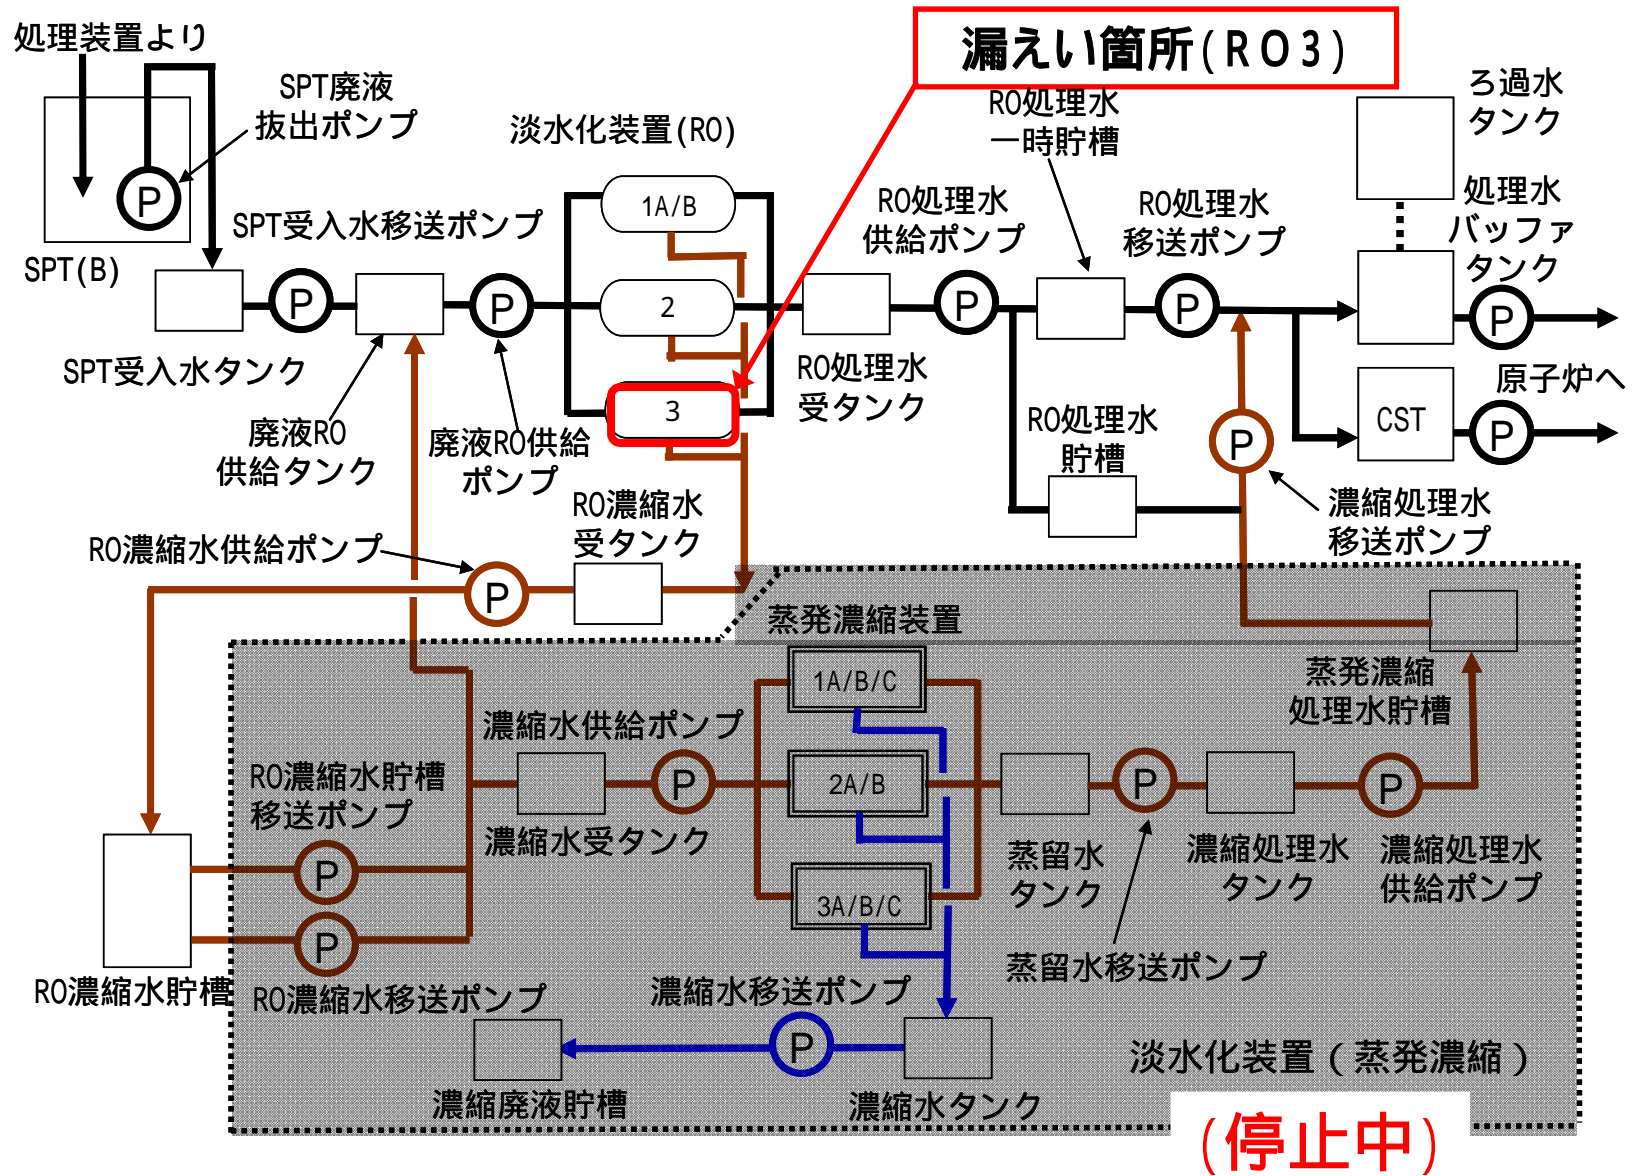 処理装置より
漏えい箇所(RO3)
SPT廃液
抜出ポンプ
淡水化装置(RO)
RO処理水
一時貯槽
ろ過水
タンク
P
SPT(B)
SPT受入水移送ポンプ
1A/B
RO処理水
供給ポンプ
RO処理水
移送ポンプ
処理水
バッファ
タンク
P
P
2
P
P
P
SPT受入水タンク
廃液RO
供給タンク
廃液RO供給
ポンプ
3
RO処理水
受タンク
RO処理水
貯槽
P
CST
原子炉へ
P
濃縮処理水
移送ポンプ
RO濃縮水
受タンク
RO濃縮水供給ポンプ
P
蒸発濃縮装置
1A/B/C
蒸発濃縮
処理水貯槽
濃縮水供給ポンプ
RO濃縮水貯槽
移送ポンプ
P
2A/B
P
P
濃縮水受タンク
蒸留水
タンク
濃縮処理水
タンク
濃縮処理水
供給ポンプ
P
3A/B/C
P
RO濃縮水貯槽
RO濃縮水移送ポンプ
濃縮水移送ポンプ
蒸留水移送ポンプ
P
濃縮廃液貯槽
濃縮水タンク
淡水化装置(蒸発濃縮)
(停止中)